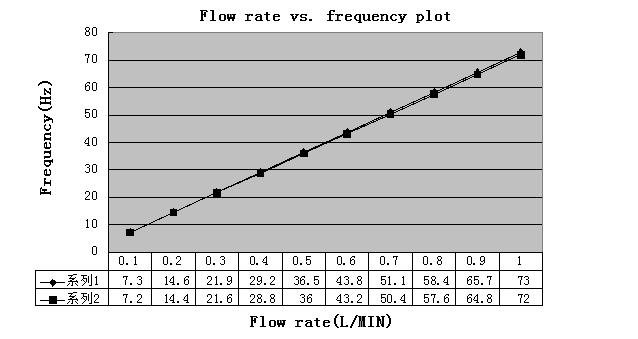 Flow rate vs. frequency plot
80
70
60
50
40
30
20
10
0
Frequency(Hz)
0.1 0.2 0.3 0.4 0.5 0.6 0.7 0.8 0.9 1
系列1 7.3 14.6 21.9 29.2 36.5 43.8 51.1 58.4 65.7 73
系列2 7.2 14.4 21.6 28.8 36 43.2 50.4 57.6 64.8 72
Flow rate(L/MIN)